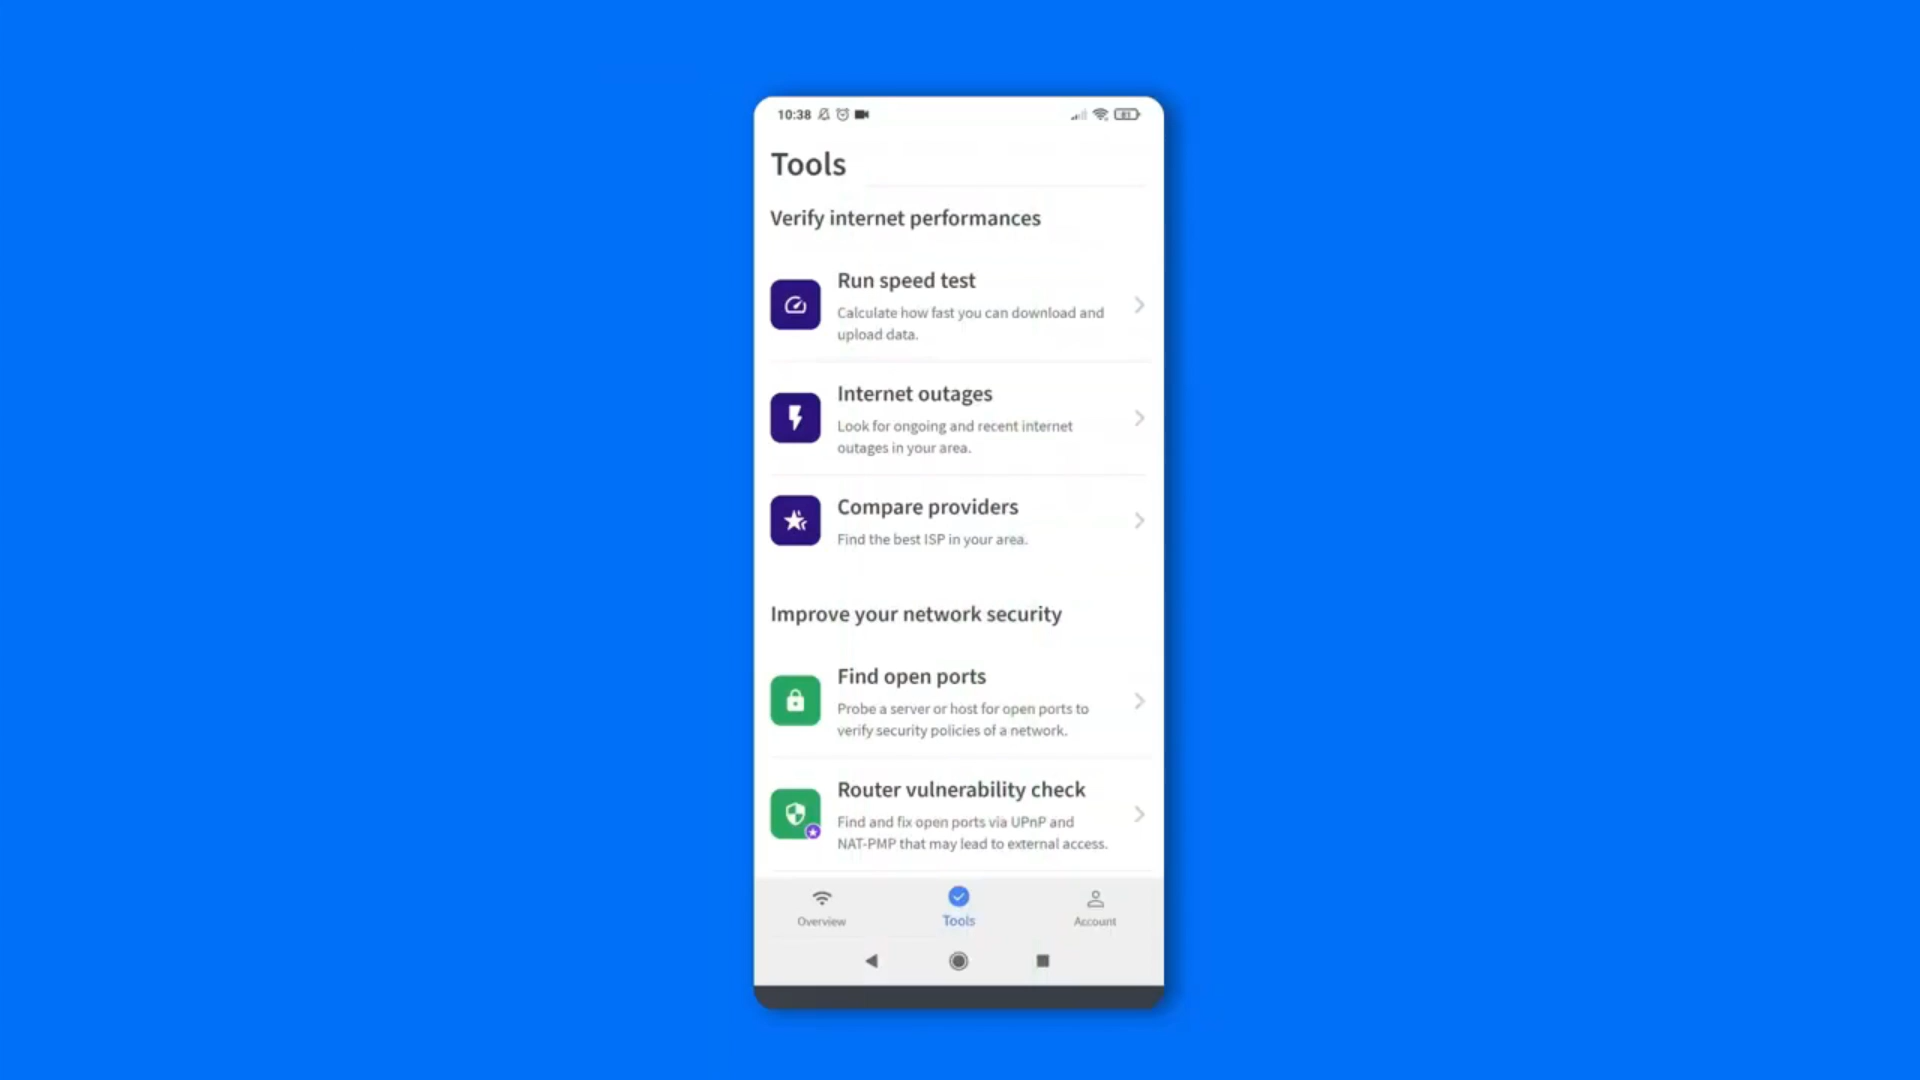 10:38
Tools
Verify internet performances
Run speed test
Calculate how fast you can download and
upload data.
Internet outages
Look for ongoing and recent internet
outages in your area.
Compare providers
Find the best ISP in your area.
Improve your network security
Find open ports
Probe a server or host for open ports to
verify security policies of a network.
Router vulnerability check
Find and fix open ports via UPnP and
NAT-PMP that may lead to external access.
Overview
Tools
Account